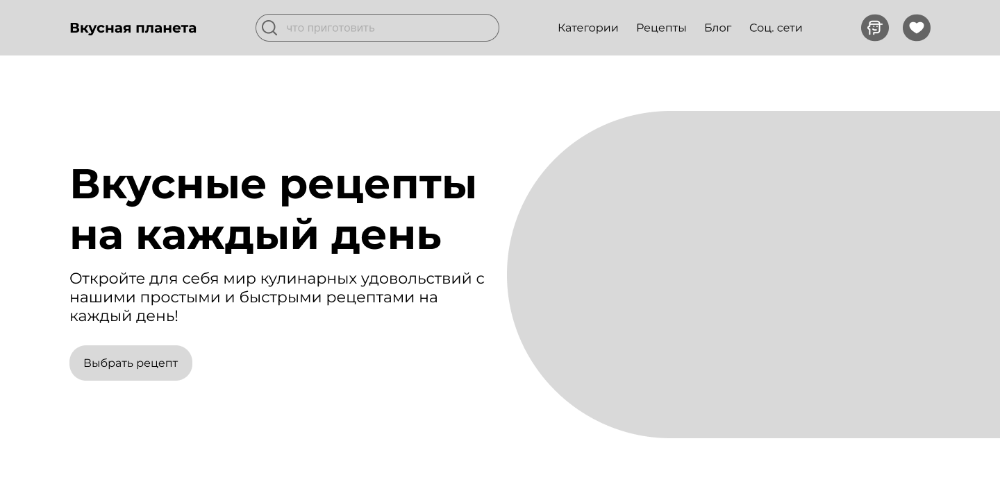 Вкусная планета
что приготовить
Категории Рецепты Блог Соц. сети
Вкусные рецепты
на каждый день
Откройте для себя мир кулинарных удовольствий с
нашими простыми и быстрыми рецептами на
каждый день!
Выбрать рецепт